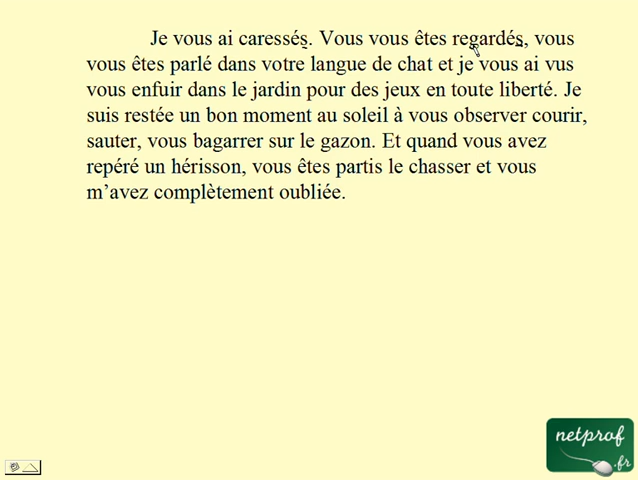 Je vous ai caressés. Vous vous êtes regardés, vous
vous êtes parlé dans votre langue de chat et je vous ai vus
vous enfuir dans le jardin pour des jeux en toute liberté. Je
suis restée un bon moment au soleil à vous observer courir,
sauter, vous bagarrer sur le gazon. Et quand vous avez
repéré un hérisson, vous êtes partis le chasser et vous
m’avez complètement oubliée.
netprof
.fr